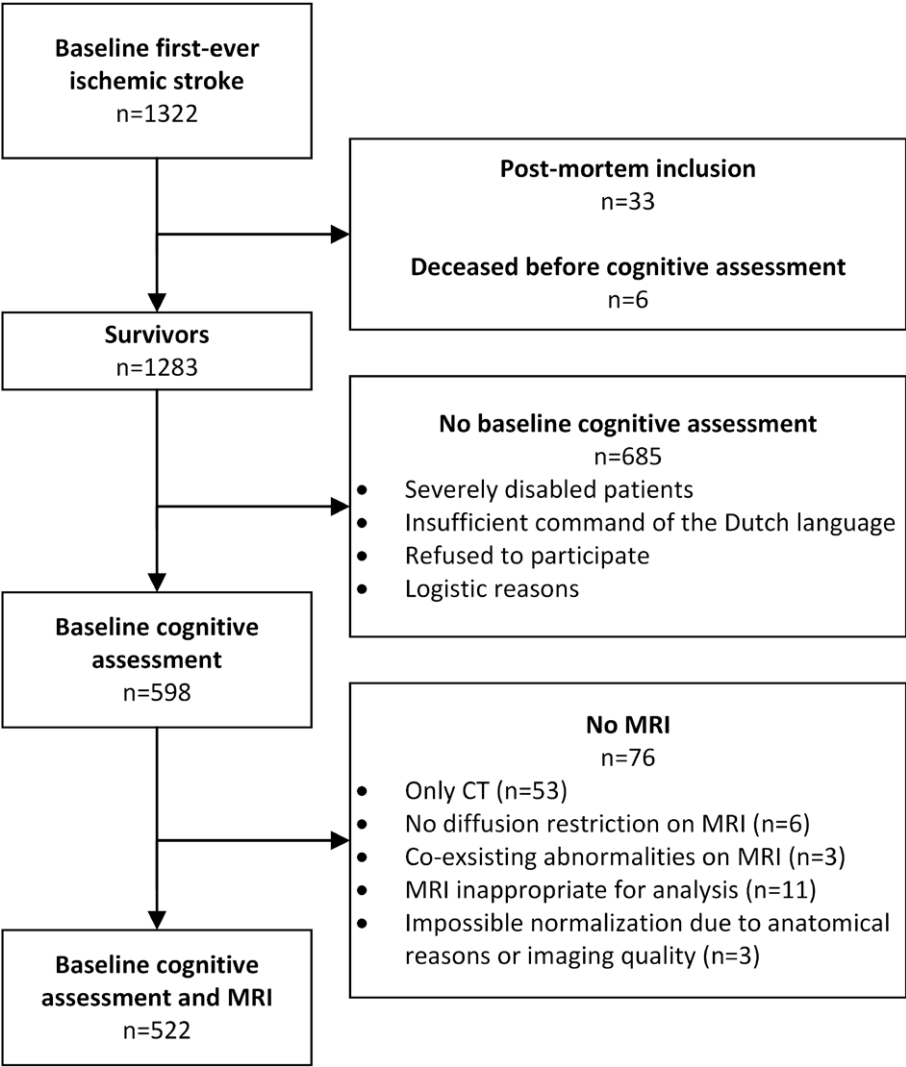 Baseline first-ever
ischemic stroke
n=1322
Post-mortem inclusion
n=33
Deceased before cognitive assessment
n=6
Survivors
n=1283
No baseline cognitive assessment
n=685
• Severely disabled patients
• Insufficient command of the Dutch language
• Refused to participate
• Logistic reasons
Baseline cognitive
assessment
n=598
No MRI
n=76
• Only CT (n=53)
• No diffusion restriction on MRI (n=6)
• Co-exsisting abnormalities on MRI (n=3)
• MRI inappropriate for analysis (n=11)
• Impossible normalization due to anatomical
reasons or imaging quality (n=3)
Baseline cognitive
assessment and MRI
n=522